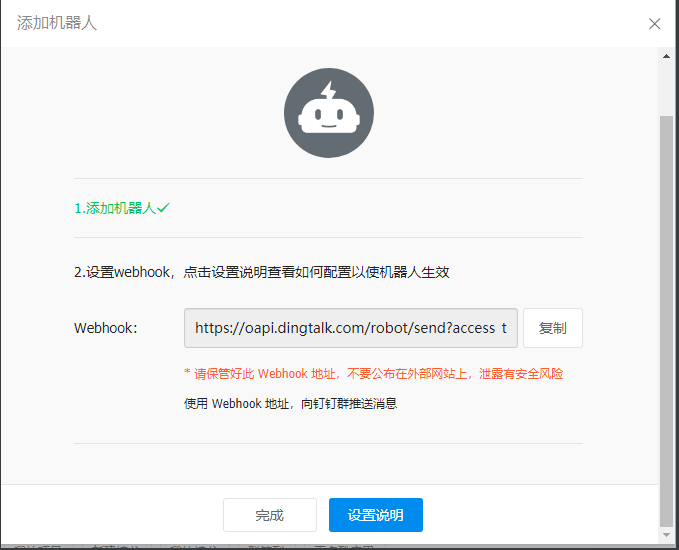 添加机器人
1.添加机器人
2.设置webhook，点击设置说明查看如何配置以使机器人生效
Webhook：
https://oapi.dingtalk.com/robot/send?access_t
复制
* 请保管好此 Webhook 地址，不要公布在外部网站上，泄露有安全风险
使用 Webhook 地址，向钉钉群推送消息
完成
设置说明